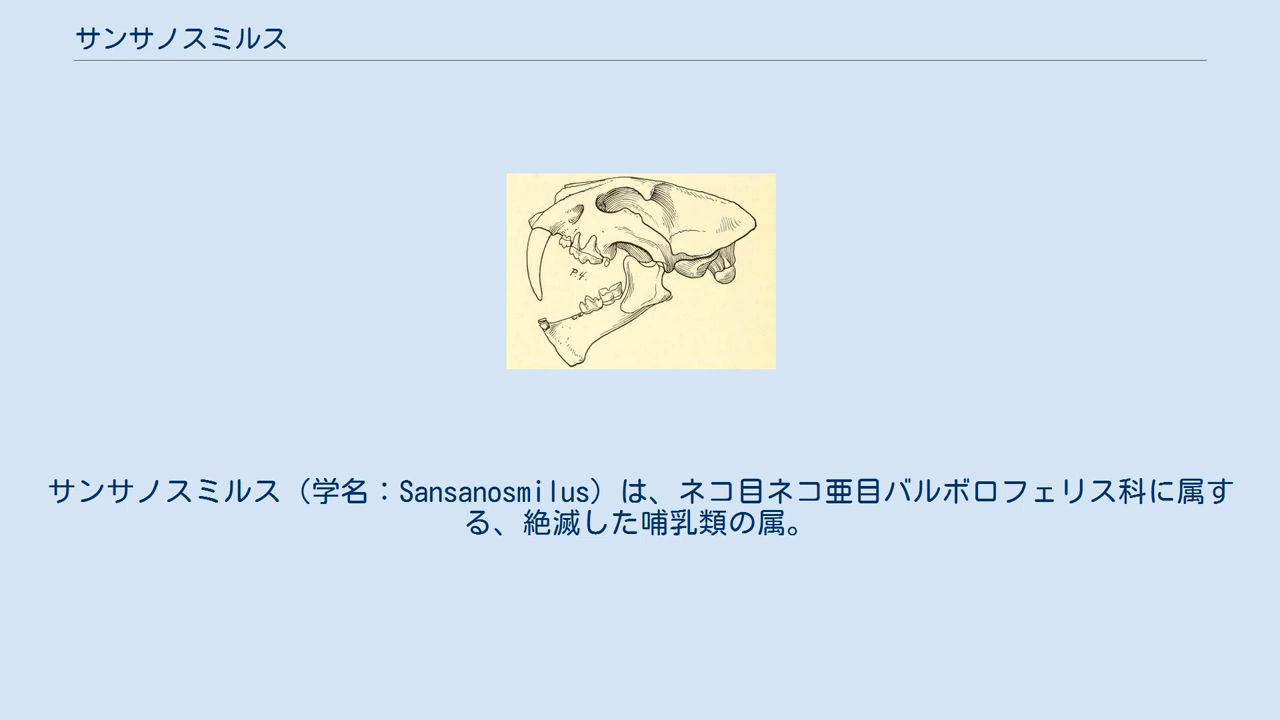 サンサノスミルス
P.4.
サンサノスミルス（学名：Sansanosmilus）は、ネコ目ネコ亜目バルボロフェリス科に属す
る、絶滅した哺乳類の属。